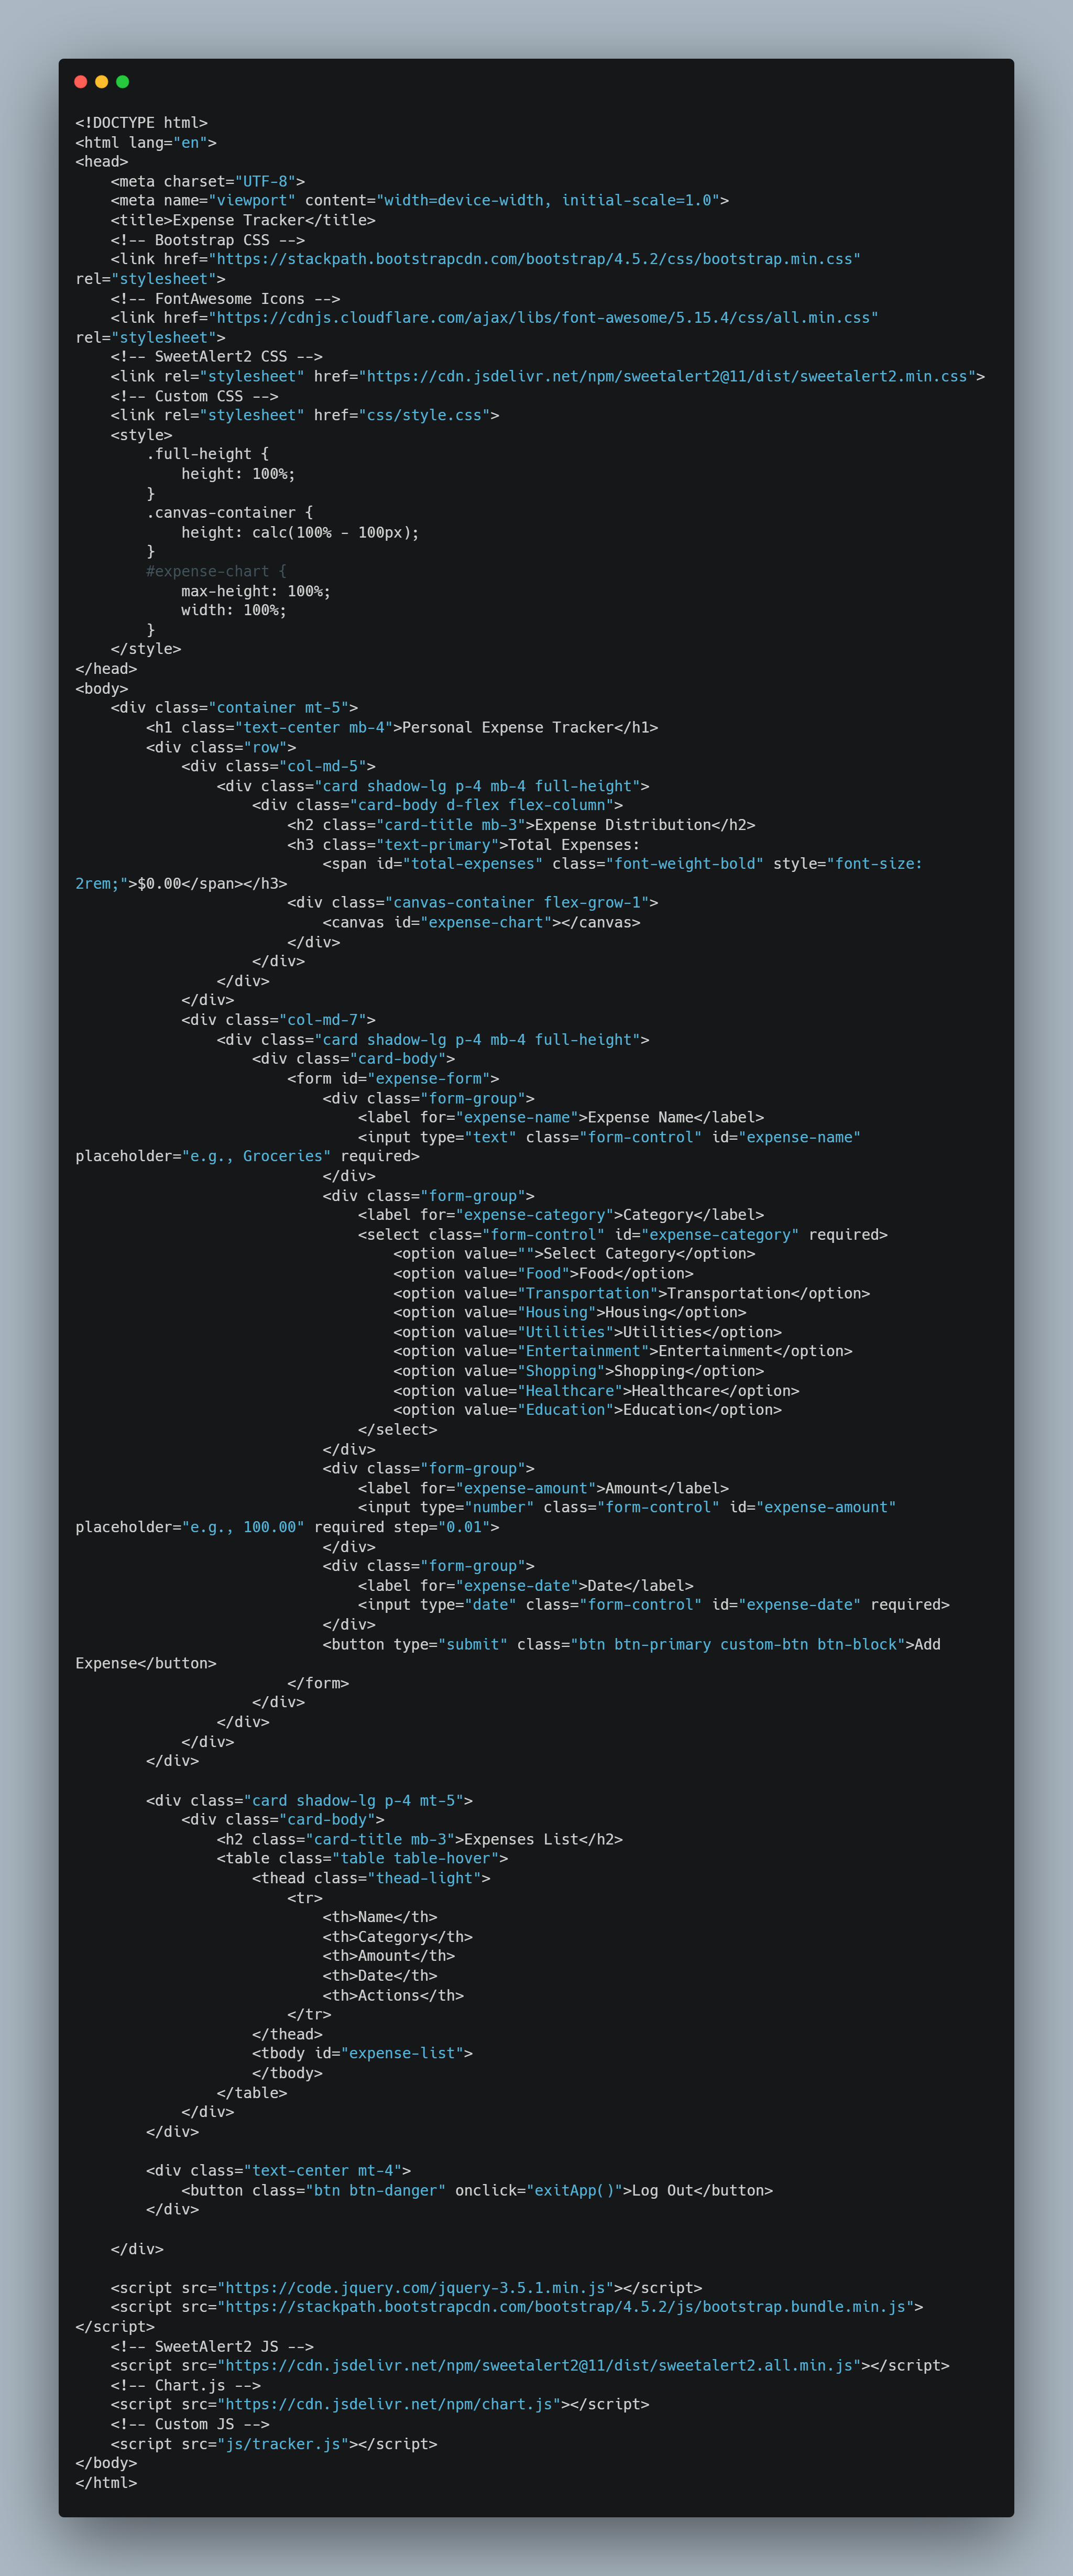 <!DOCTYPE html>
<html lang="en">
<head>
    <meta charset="UTF-8">
    <meta name="viewport" content="width=device-width, initial-scale=1.0">
    <title>Expense Tracker</title>
    <!-- Bootstrap CSS -->
    <link href="https://stackpath.bootstrapcdn.com/bootstrap/4.5.2/css/bootstrap.min.css"
rel="stylesheet">
    <!-- FontAwesome Icons -->
    <link href="https://cdnjs.cloudflare.com/ajax/libs/font-awesome/5.15.4/css/all.min.css"
rel="stylesheet">
    <!-- SweetAlert2 CSS -->
    <link rel="stylesheet" href="https://cdn.jsdelivr.net/npm/sweetalert2@11/dist/sweetalert2.min.css">
    <!-- Custom CSS -->
    <link rel="stylesheet" href="css/style.css">
    <style>
        .full-height {
            height: 100%;
        }
        .canvas-container {
            height: calc(100% - 100px);
        }
        #expense-chart {
            max-height: 100%;
            width: 100%;
        }
    </style>
</head>
<body>
    <div class="container mt-5">
        <h1 class="text-center mb-4">Personal Expense Tracker</h1>
        <div class="row">
            <div class="col-md-5">
                <div class="card shadow-lg p-4 mb-4 full-height">
                    <div class="card-body d-flex flex-column">
                        <h2 class="card-title mb-3">Expense Distribution</h2>
                        <h3 class="text-primary">Total Expenses:
                            <span id="total-expenses" class="font-weight-bold" style="font-size:
2rem;">$0.00</span></h3>
                        <div class="canvas-container flex-grow-1">
                            <canvas id="expense-chart"></canvas>
                        </div>
                    </div>
                </div>
            </div>
            <div class="col-md-7">
                <div class="card shadow-lg p-4 mb-4 full-height">
                    <div class="card-body">
                        <form id="expense-form">
                            <div class="form-group">
                                <label for="expense-name">Expense Name</label>
                                <input type="text" class="form-control" id="expense-name"
placeholder="e.g., Groceries" required>
                            </div>
                            <div class="form-group">
                                <label for="expense-category">Category</label>
                                <select class="form-control" id="expense-category" required>
                                    <option value="">Select Category</option>
                                    <option value="Food">Food</option>
                                    <option value="Transportation">Transportation</option>
                                    <option value="Housing">Housing</option>
                                    <option value="Utilities">Utilities</option>
                                    <option value="Entertainment">Entertainment</option>
                                    <option value="Shopping">Shopping</option>
                                    <option value="Healthcare">Healthcare</option>
                                    <option value="Education">Education</option>
                                </select>
                            </div>
                            <div class="form-group">
                                <label for="expense-amount">Amount</label>
                                <input type="number" class="form-control" id="expense-amount"
placeholder="e.g., 100.00" required step="0.01">
                            </div>
                            <div class="form-group">
                                <label for="expense-date">Date</label>
                                <input type="date" class="form-control" id="expense-date" required>
                            </div>
                            <button type="submit" class="btn btn-primary custom-btn btn-block">Add
Expense</button>
                        </form>
                    </div>
                </div>
            </div>
        </div>

        <div class="card shadow-lg p-4 mt-5">
            <div class="card-body">
                <h2 class="card-title mb-3">Expenses List</h2>
                <table class="table table-hover">
                    <thead class="thead-light">
                        <tr>
                            <th>Name</th>
                            <th>Category</th>
                            <th>Amount</th>
                            <th>Date</th>
                            <th>Actions</th>
                        </tr>
                    </thead>
                    <tbody id="expense-list">
                    </tbody>
                </table>
            </div>
        </div>

        <div class="text-center mt-4">
            <button class="btn btn-danger" onclick="exitApp()">Log Out</button>
        </div>

    </div>

    <script src="https://code.jquery.com/jquery-3.5.1.min.js"></script>
    <script src="https://stackpath.bootstrapcdn.com/bootstrap/4.5.2/js/bootstrap.bundle.min.js">
</script>
    <!-- SweetAlert2 JS -->
    <script src="https://cdn.jsdelivr.net/npm/sweetalert2@11/dist/sweetalert2.all.min.js"></script>
    <!-- Chart.js -->
    <script src="https://cdn.jsdelivr.net/npm/chart.js"></script>
    <!-- Custom JS -->
    <script src="js/tracker.js"></script>
</body>
</html>